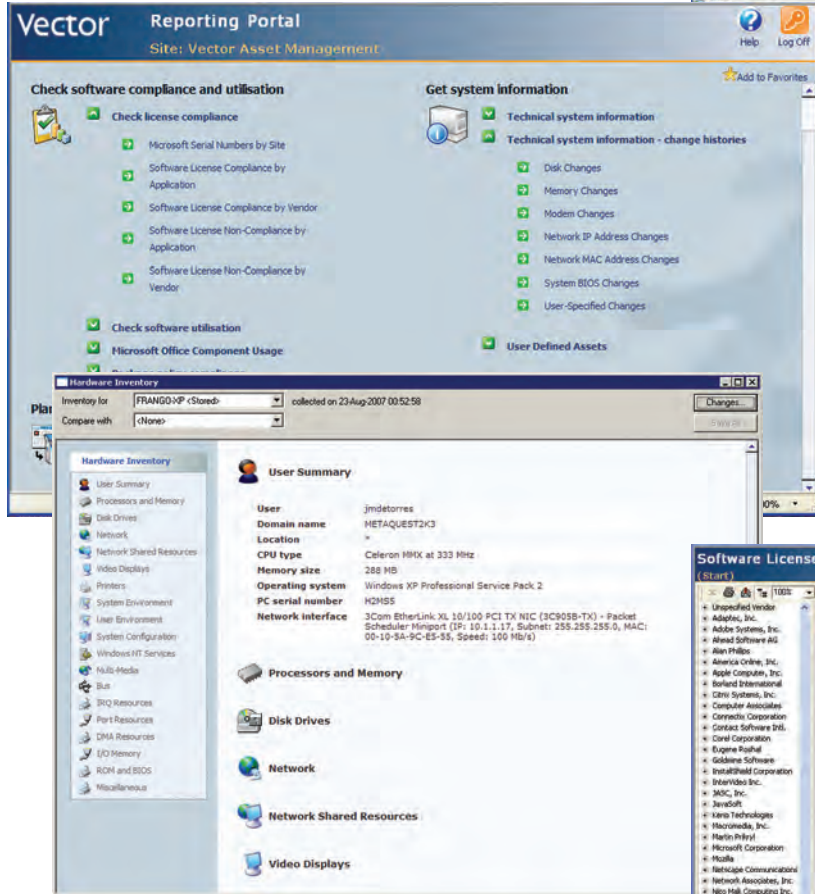 Vector
Reporting Portal
Site: Vector Asset Management
Help
Log Off
Add to Favorites
Check software compliance and utilisation
Check license compliance
Microsoft Serial Numbers by Site
Software License Compliance by
Application
Software License Compliance by Vendor
Software License Non-Compliance by
Application
Software License Non-Compliance by
Vendor
Check software utilisation
Microsoft Office Component Usage
Get system information
Technical system information
Technical system information - change histories
Disk Changes
Memory Changes
Modem Changes
Network IP Address Changes
Network MAC Address Changes
System BIOS Changes
User-Specified Changes
User Defined Assets
Plan
Hardware Inventory
Inventory for
FRANGO-XP <Stored>
collected on 23-Aug-2007 00:52:58
Changes...
Compare with
<None>
Hardware Inventory
User Summary
Processors and Memory
Disk Drives
Network
Network Shared Resources
Video Displays
Printers
System Environment
User Environment
System Configuration
Windows NT Services
Multi-Media
Bus
IRQ Resources
Port Resources
DMA Resources
I/O Memory
ROM and BIOS
Miscellaneous
User Summary
User jmdetorres
Domain name METAQUEST2K3
Location *
CPU type Celeron MMX at 333 MHz
Memory size 288 MB
Operating system Windows XP Professional Service Pack 2
PC serial number H2MS5
Network interface 3Com EtherLink XL 10/100 PCI TX NIC (3C905B-TX) - Packet
Scheduler Miniport (IP: 10.1.1.17, Subnet: 255.255.255.0, MAC:
00-10-5A-9C-E5-55, Speed: 100 Mb/s)
Processors and Memory
Disk Drives
Network
Network Shared Resources
Video Displays
Software License
(Start)
100%
Unspecified Vendor
Adaptec, Inc.
Adobe Systems, Inc.
Ahead Software AG
Alan Phillips
America Online, Inc.
Apple Computer, Inc.
Borland International
Citrix Systems, Inc.
Computer Associates
Connectix Corporation
Contact Software Intl.
Corel Corporation
Eugene Roshal
Goldmine Software
InstallShield Corporation
InterVideo Inc.
JASC, Inc.
JavaSoft
Kerio Technologies
Macromedia, Inc.
Martin Prikryl
Microsoft Corporation
Mozilla
Netscape Communications
Network Associates, Inc.
Nico Mak Computing Inc.